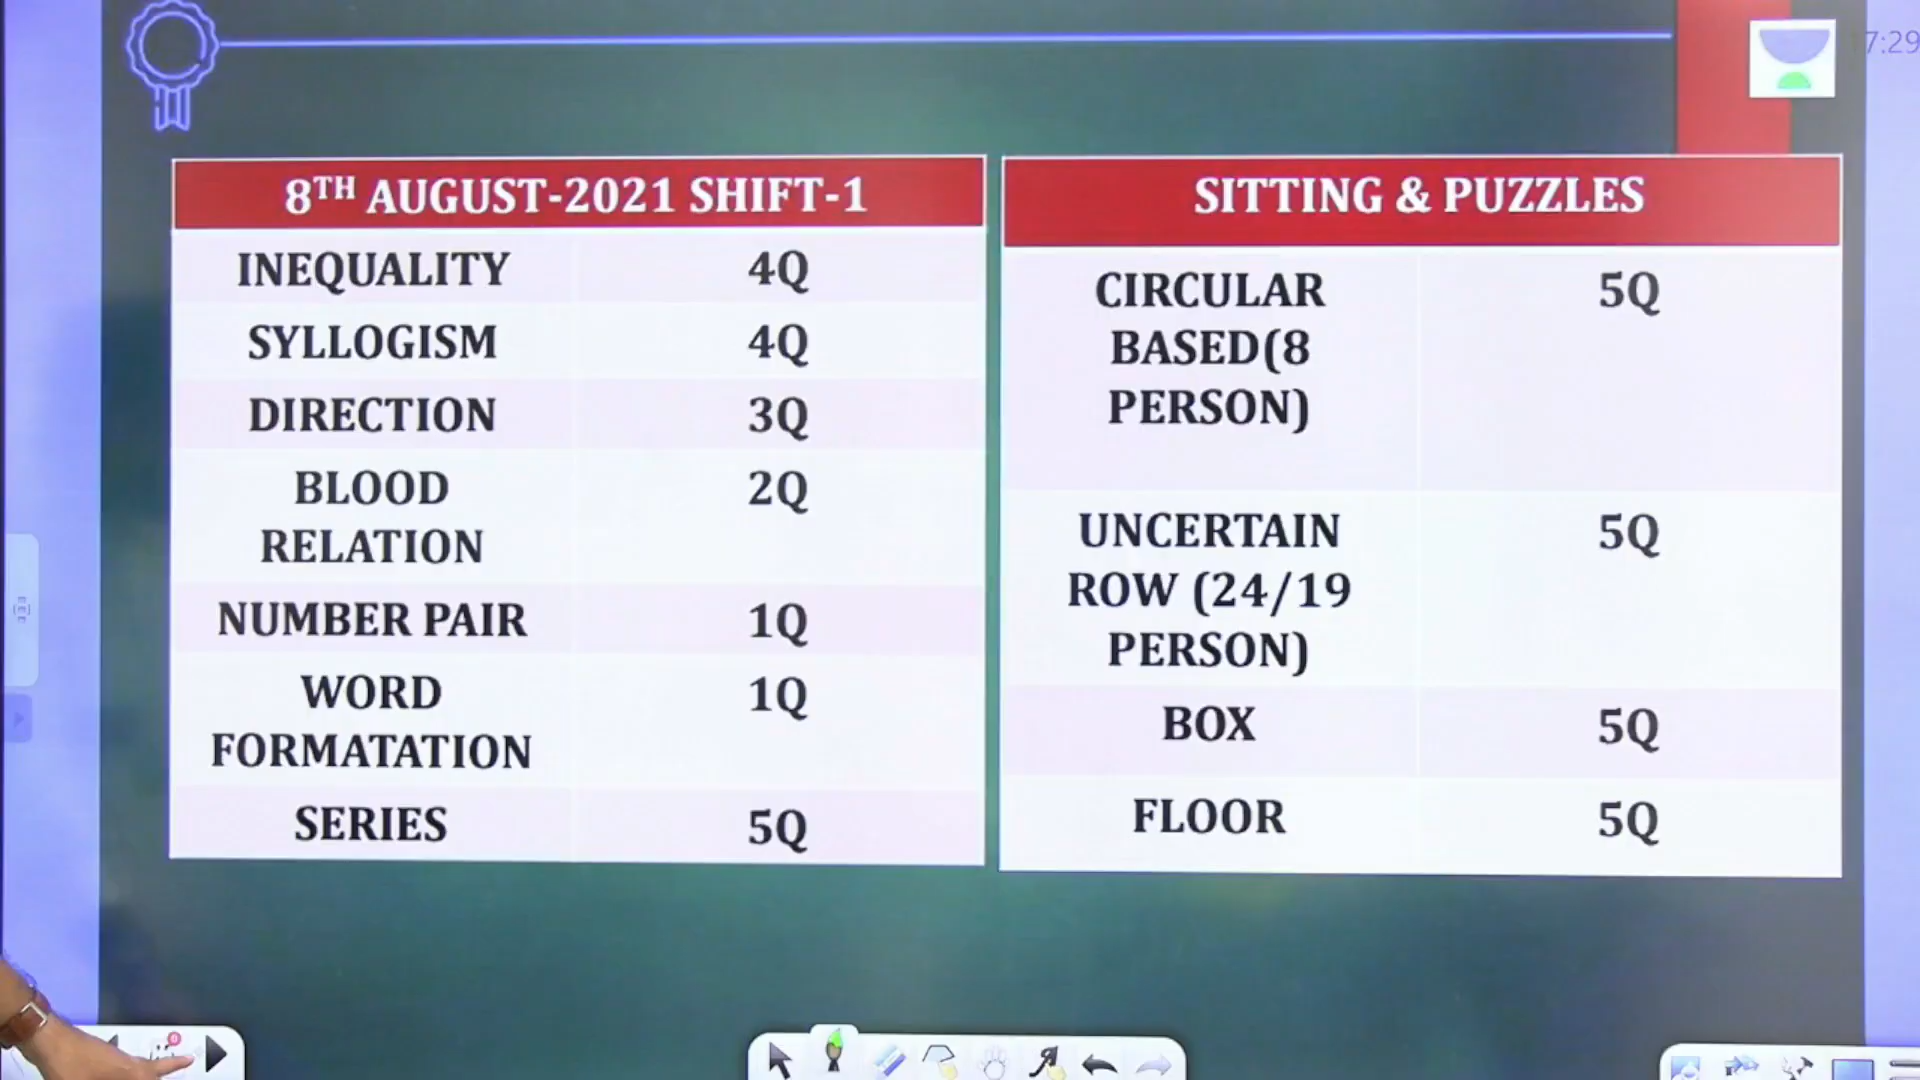 7:29
8TH AUGUST-2021 SHIFT-1
INEQUALITY 4Q
SYLLOGISM 4Q
DIRECTION 3Q
BLOOD 2Q
RELATION
NUMBER PAIR 1Q
WORD 1Q
FORMATATION
SERIES 5Q
SITTING & PUZZLES
CIRCULAR 5Q
BASED(8
PERSON)
UNCERTAIN 5Q
ROW (24/19
PERSON)
BOX 5Q
FLOOR 5Q